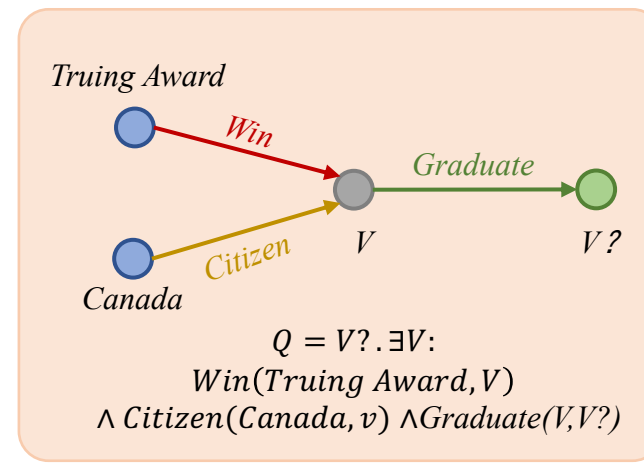 Truing Award
Win
Graduate
V
V?
Citizen
Canada
Q = V? . ∃V:
Win(Truing Award, V)
∧ Citizen(Canada, v) ∧Graduate(V,V?)